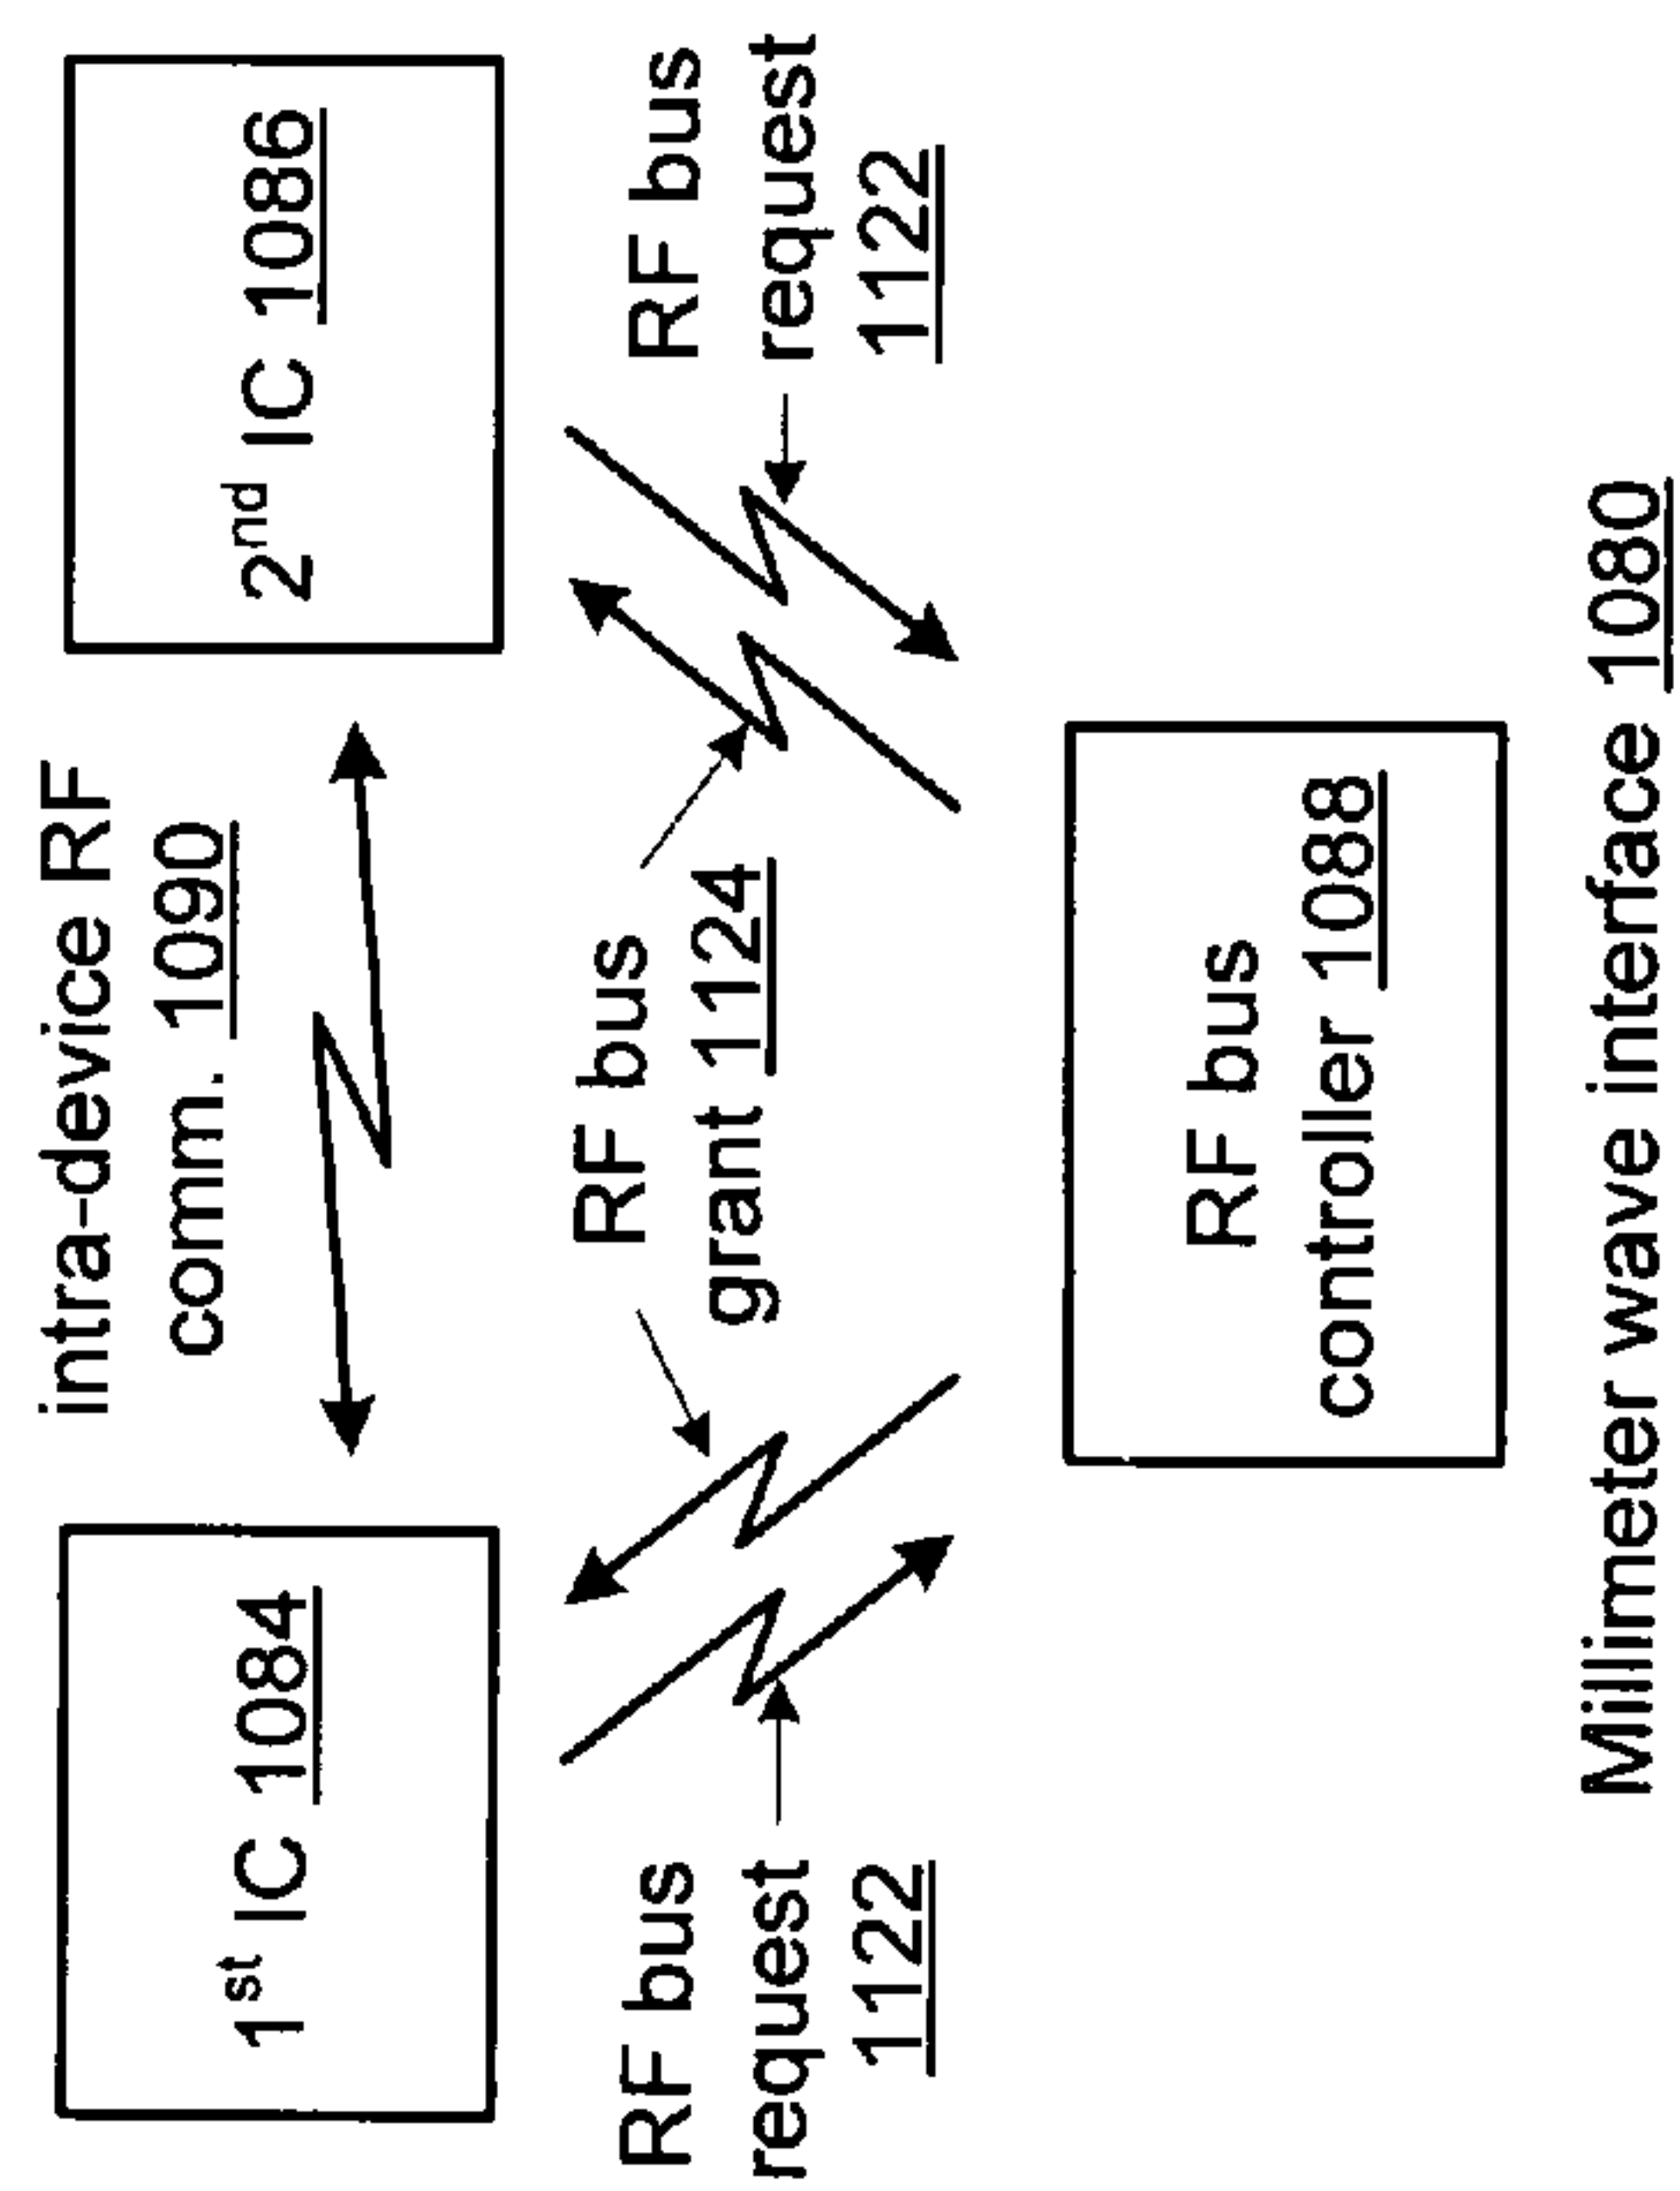 intra-device RF
comm. 1090
1st IC 1084
2nd IC 1086
RF bus
grant 1124
RF bus
request
1122
RF bus
request
1122
RF bus
controller 1088
Millimeter wave interface 1080